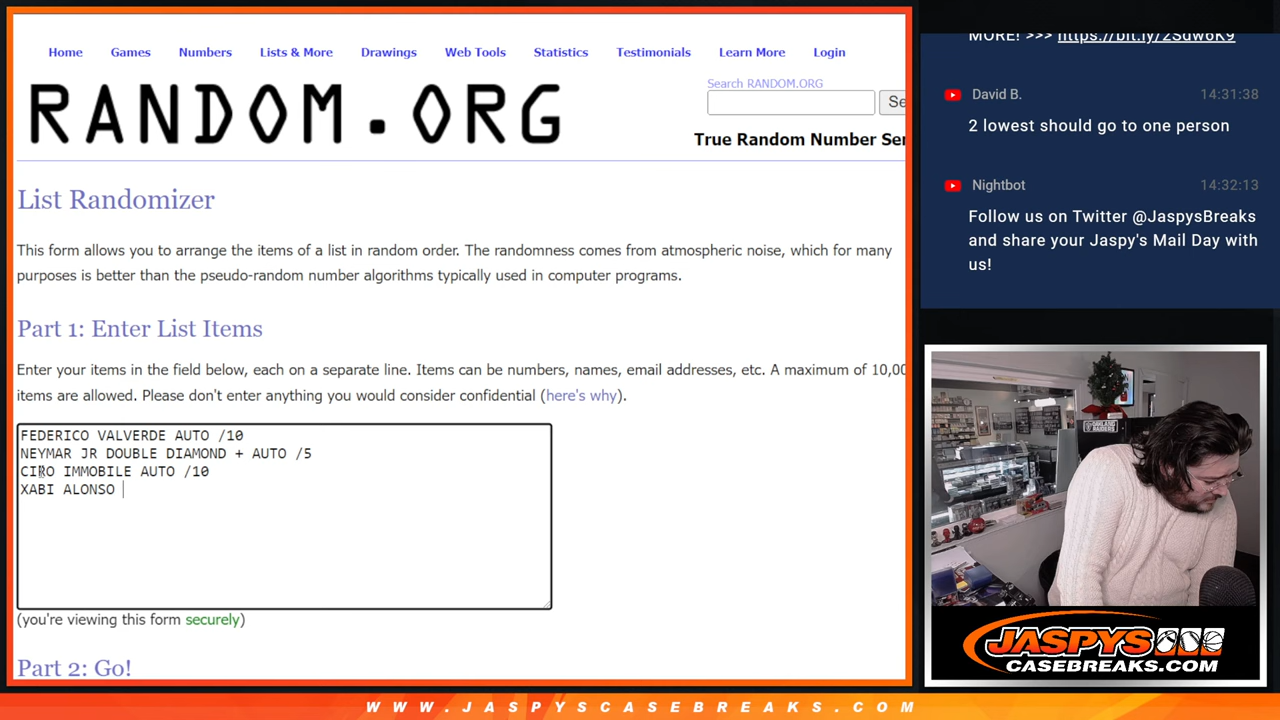 Home Games Numbers Lists & More Drawings Web Tools Statistics Testimonials Learn More Login
RANDOM.ORG
Search RANDOM.ORG
Se
True Random Number Ser
List Randomizer
This form allows you to arrange the items of a list in random order. The randomness comes from atmospheric noise, which for many
purposes is better than the pseudo-random number algorithms typically used in computer programs.
Part 1: Enter List Items
Enter your items in the field below, each on a separate line. Items can be numbers, names, email addresses, etc. A maximum of 10,00
items are allowed. Please don't enter anything you would consider confidential (here's why).
FEDERICO VALVERDE AUTO /10
NEYMAR JR DOUBLE DIAMOND + AUTO /5
CIRO IMMOBILE AUTO /10
XABI ALONSO
(you're viewing this form securely)
Part 2: Go!
MORE! >>> https://bit.ly/2Sdw6K9
David B. 14:31:38
2 lowest should go to one person
Nightbot 14:32:13
Follow us on Twitter @JaspysBreaks
and share your Jaspy's Mail Day with
us!
JASPYS
CASEBREAKS.COM
WWW.JASPYSCASEBREAKS.COM